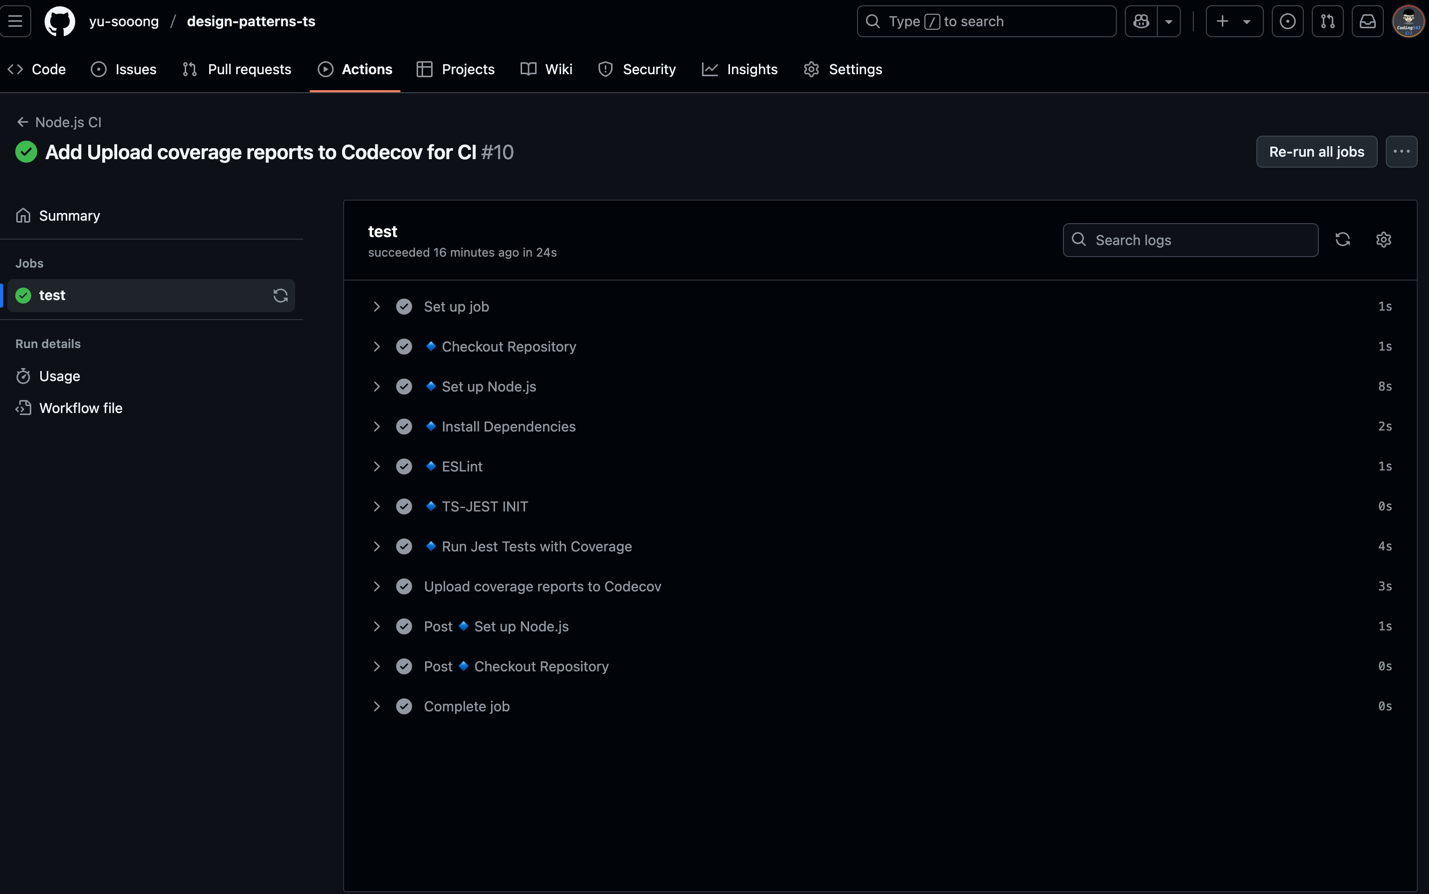 yu-sooong / design-patterns-ts
Type / to search
Code
Issues
Pull requests
Actions
Projects
Wiki
Security
Insights
Settings
Node.js CI
Add Upload coverage reports to Codecov for CI #10
Re-run all jobs
Summary
Jobs
test
Run details
Usage
Workflow file
test
succeeded 16 minutes ago in 24s
Search logs
Set up job 1s
Checkout Repository 1s
Set up Node.js 8s
Install Dependencies 2s
ESLint 1s
TS-JEST INIT 0s
Run Jest Tests with Coverage 4s
Upload coverage reports to Codecov 3s
Post Set up Node.js 1s
Post Checkout Repository 0s
Complete job 0s